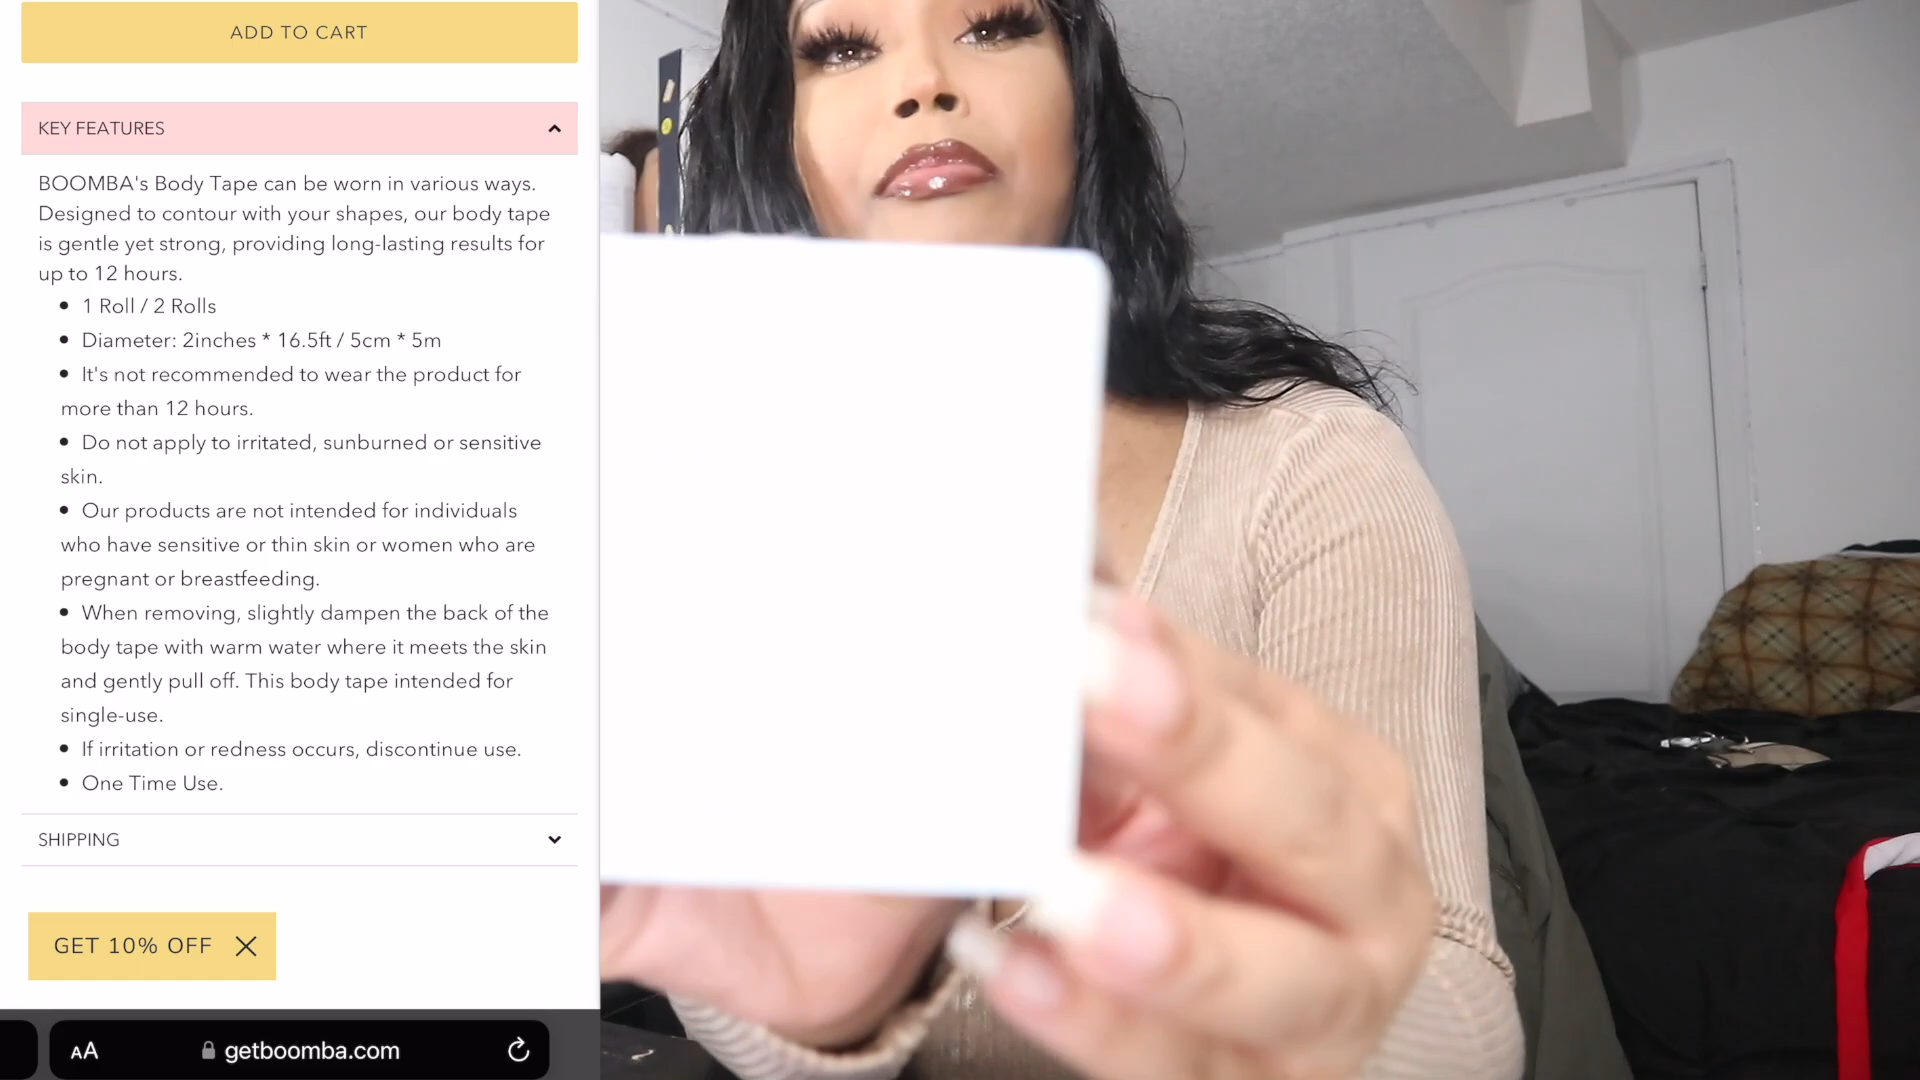 ADD TO CART
KEY FEATURES
BOOMBA's Body Tape can be worn in various ways.
Designed to contour with your shapes, our body tape
is gentle yet strong, providing long-lasting results for
up to 12 hours.
• 1 Roll / 2 Rolls
• Diameter: 2inches * 16.5ft / 5cm * 5m
• It's not recommended to wear the product for
more than 12 hours.
• Do not apply to irritated, sunburned or sensitive
skin.
• Our products are not intended for individuals
who have sensitive or thin skin or women who are
pregnant or breastfeeding.
• When removing, slightly dampen the back of the
body tape with warm water where it meets the skin
and gently pull off. This body tape intended for
single-use.
• If irritation or redness occurs, discontinue use.
• One Time Use.
SHIPPING
GET 10% OFF
AA
getboomba.com